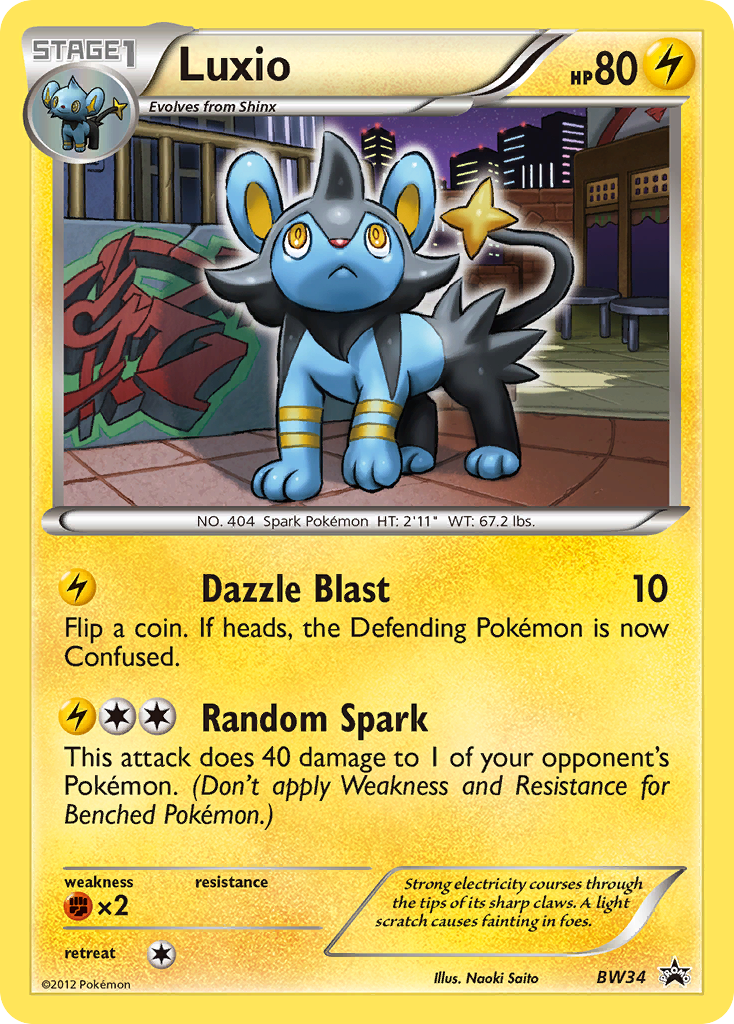 STAGE1
Luxio
HP80
Evolves from Shinx
NO. 404 Spark Pokémon HT: 2'11" WT: 67.2 lbs.
Dazzle Blast 10
Flip a coin. If heads, the Defending Pokémon is now
Confused.
Random Spark
This attack does 40 damage to 1 of your opponent's
Pokémon. (Don't apply Weakness and Resistance for
Benched Pokémon.)
weakness resistance
×2
Strong electricity courses through
the tips of its sharp claws. A light
scratch causes fainting in foes.
retreat
©2012 Pokémon
Illus. Naoki Saito
BW34
PROMO